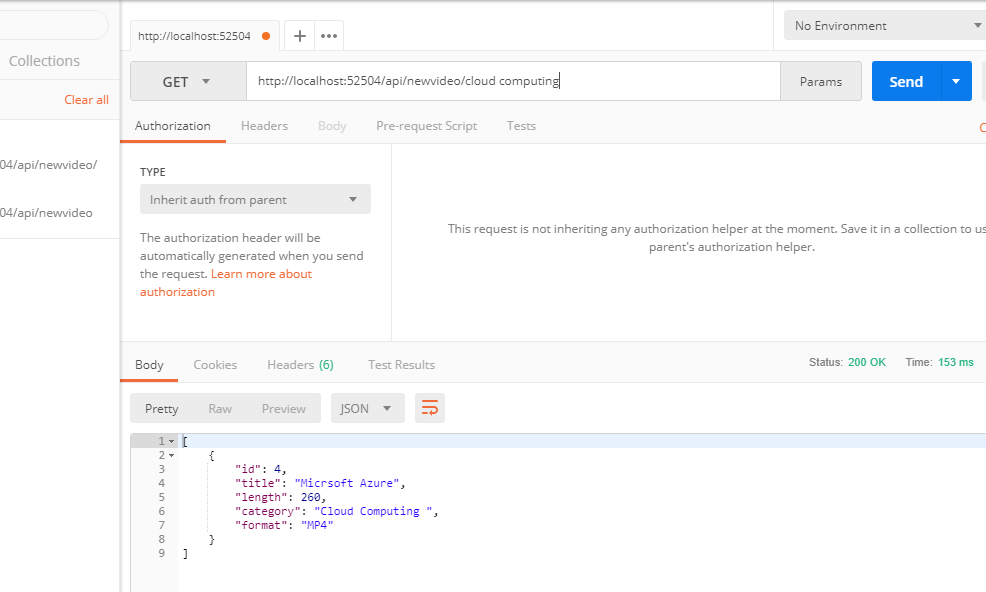 http://localhost:52504
No Environment
Collections
GET
http://localhost:52504/api/newvideo/cloud computing
Params
Send
Clear all
Authorization Headers Body Pre-request Script Tests
C
04/api/newvideo/
04/api/newvideo
TYPE
Inherit auth from parent
The authorization header will be
automatically generated when you send
the request. Learn more about
authorization
This request is not inheriting any authorization helper at the moment. Save it in a collection to us
parent's authorization helper.
Body Cookies Headers (6) Test Results
Status: 200 OK Time: 153 ms
Pretty Raw Preview JSON
1 [
2 {
3 "id": 4,
4 "title": "Micrsoft Azure",
5 "length": 260,
6 "category": "Cloud Computing ",
7 "format": "MP4"
8 }
9 ]